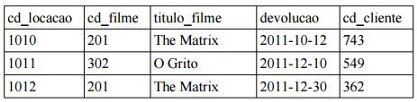 cd_locacao cd_filme titulo_filme devolucao cd_cliente
1010 201 The Matrix 2011-10-12 743
1011 302 O Grito 2011-12-10 549
1012 201 The Matrix 2011-12-30 362